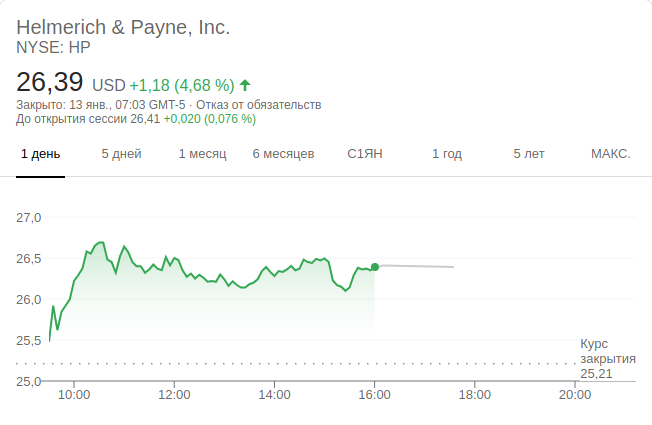 Helmerich & Payne, Inc.
NYSE: HP
26,39 USD +1,18 (4,68 %)
Закрыто: 13 янв., 07:03 GMT-5 · Отказ от обязательств
До открытия сессии 26,41 +0,020 (0,076 %)
1 день 5 дней 1 месяц 6 месяцев С1ЯН 1 год 5 лет МАКС.
27,0
26,5
26,0
25,5
25,0
Курс
закрытия
25,21
10:00 12:00 14:00 16:00 18:00 20:00